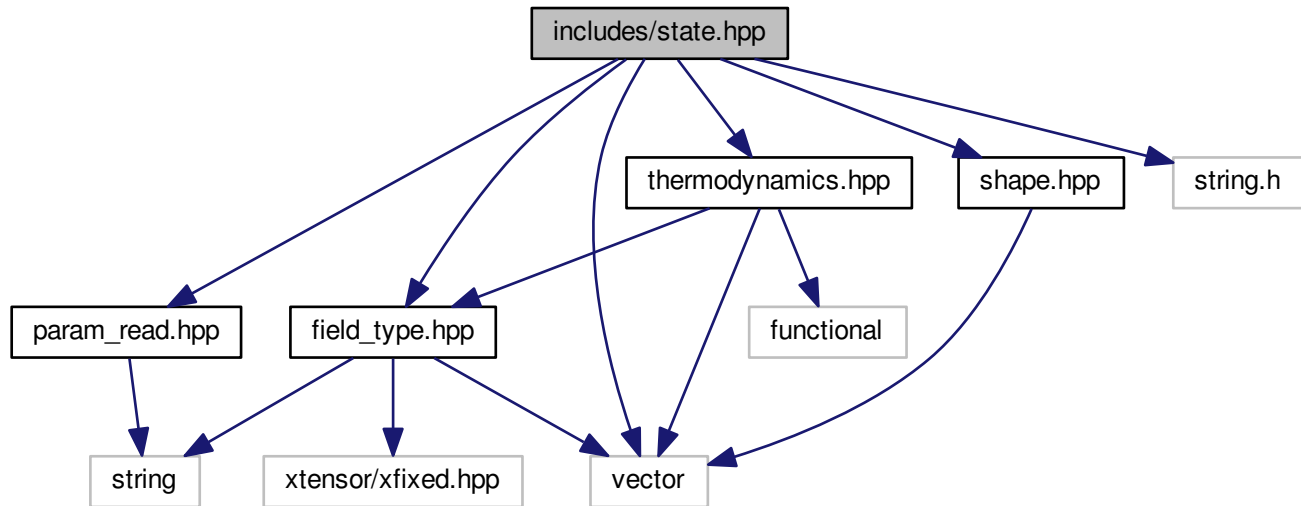 includes/state.hpp
thermodynamics.hpp
shape.hpp
string.h
param_read.hpp
field_type.hpp
functional
string
xtensor/xfixed.hpp
vector